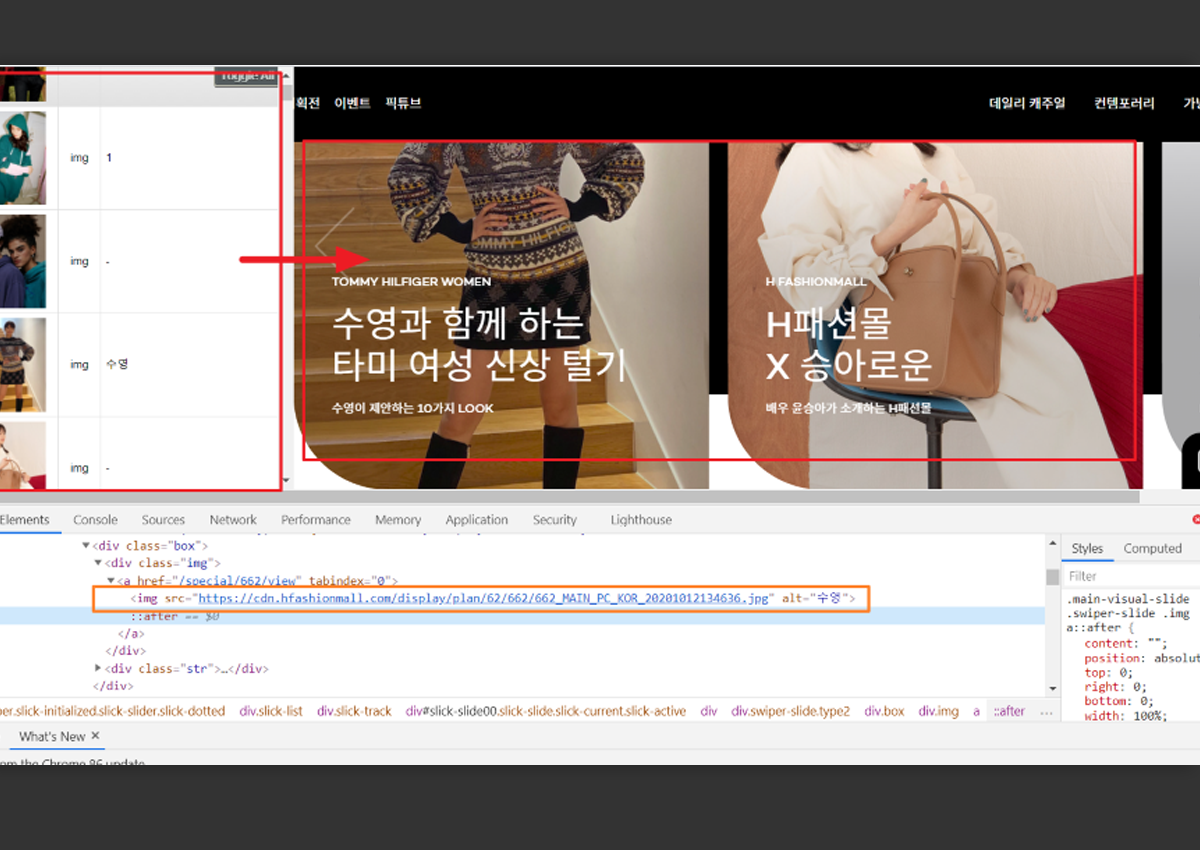 Toggle: All
img 1
img -
img 수영
img -
획전 이벤트 픽튜브
데일리 캐주얼 컨템포러리
TOMMY HILFIGER WOMEN
수영과 함께 하는
타미 여성 신상 털기
수영이 제안하는 10가지 LOOK
H FASHIONMALL
H패션몰
X 승아로운
배우 윤승아가 소개하는 H패션몰
Elements Console Sources Network Performance Memory Application Security Lighthouse
<div class="box">
<div class="img">
<a href="/special/662/view" tabindex="0">
<img src="https://cdn.hfashionmall.com/display/plan/62/662/662_MAIN_PC_KOR_20201012134636.jpg" alt="수영">
::after == $0
</a>
</div>
<div class="str">…</div>
</div>
per.slick-initialized.slick-slider.slick-dotted div.slick-list div.slick-track div#slick-slide00.slick-slide.slick-current.slick-active div div.swiper-slide.type2 div.box div.img a ::after ...
Styles Computed
Filter
.main-visual-slide
.swiper-slide .img
a::after {
content: "";
position: absolut
top: 0;
right: 0;
bottom: 0;
width: 100%;
What's New ×
om the Chrome 86 update